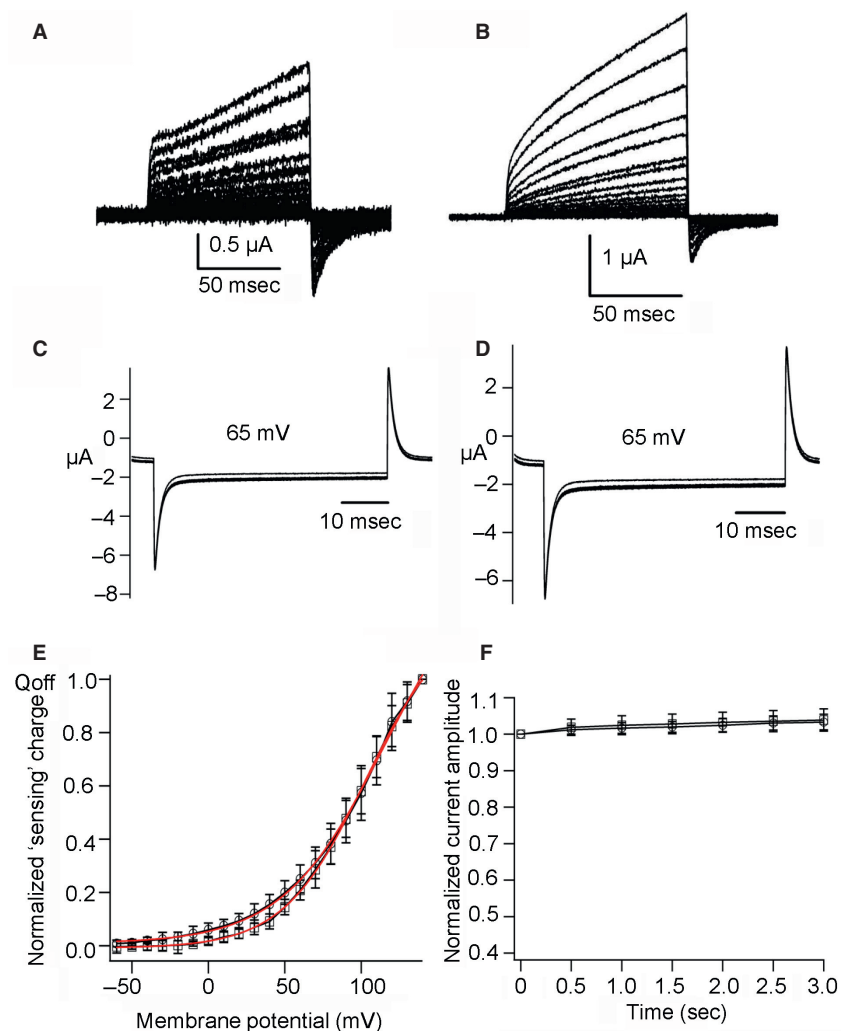 A
B
0.5 µA
50 msec
1 µA
50 msec
C
D
2
0
µA
−2
−4
−6
−8
65 mV
10 msec
2
0
µA
−2
−4
−6
65 mV
10 msec
E
F
Qoff
Normalized 'sensing' charge
1.0
0.8
0.6
0.4
0.2
0.0
−50
0
50
100
Membrane potential (mV)
Normalized current amplitude
1.1
1.0
0.9
0.8
0.7
0.6
0.5
0.4
0
0.5
1.0
1.5
2.0
2.5
3.0
Time (sec)